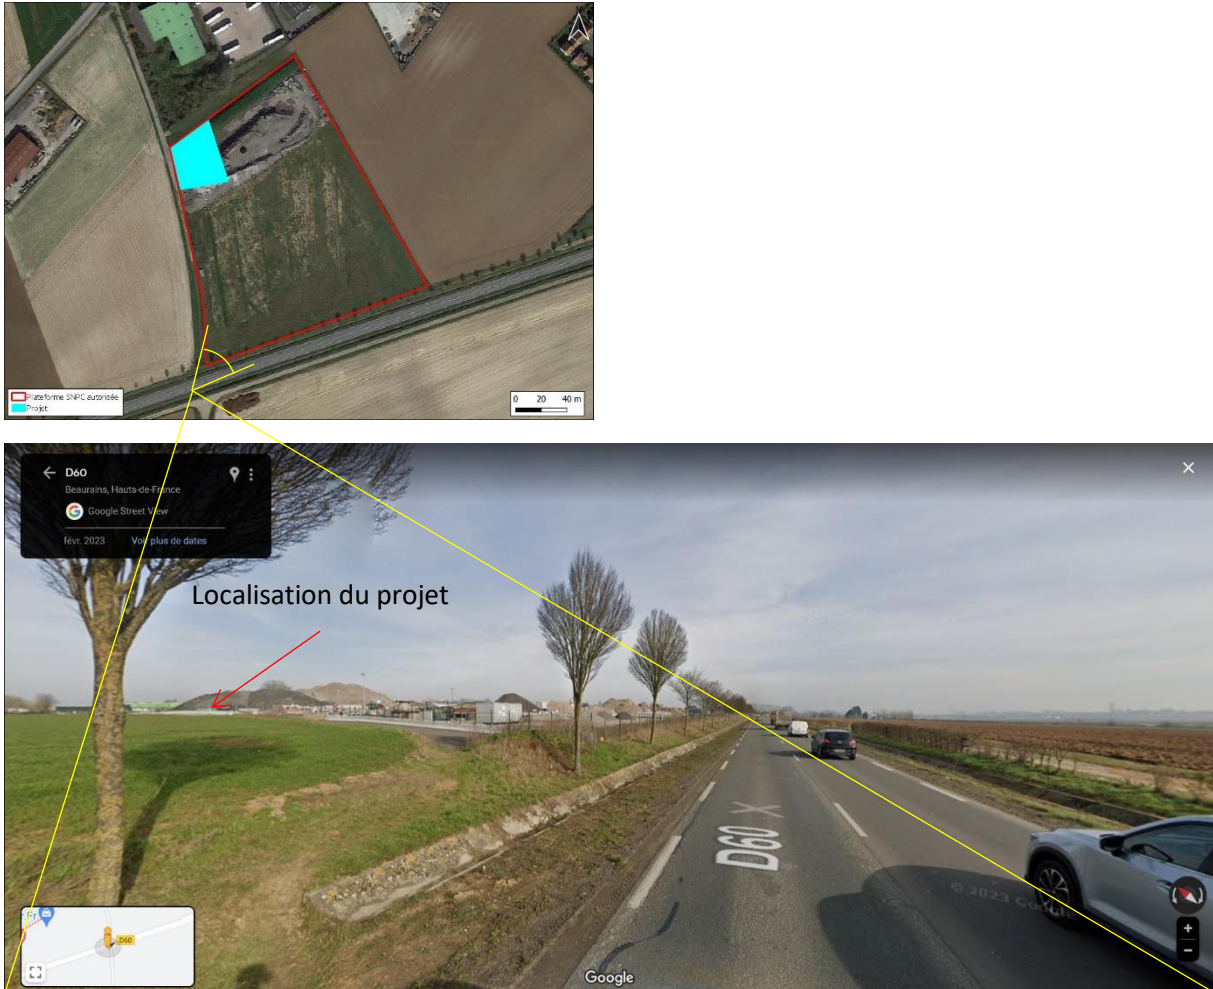 Plateforme SNPC autorisée
Projet
0 20 40 m
D60
Beaurains, Hauts-de-France
Google Street View
févr. 2023 Voir plus de dates
Localisation du projet
D60
© 2023 Google
D60
Google